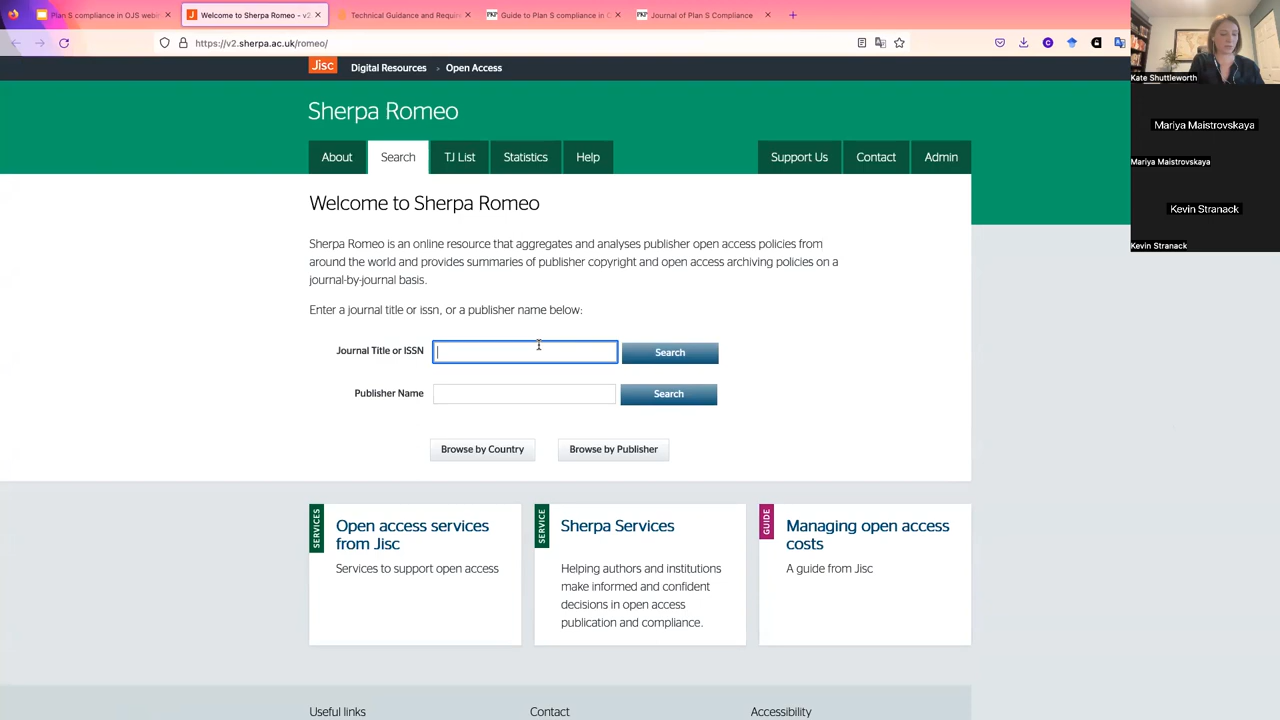 Plan S compliance in OJS webin
Welcome to Sherpa Romeo - v2
Technical Guidance and Require
Guide to Plan S compliance in O
Journal of Plan S Compliance
https://v2.sherpa.ac.uk/romeo/
Kate Shuttleworth
Mariya Maistrovskaya
Mariya Maistrovskaya
Kevin Stranack
Kevin Stranack
Jisc Digital Resources > Open Access
Sherpa Romeo
About Search TJ List Statistics Help Support Us Contact Admin
Welcome to Sherpa Romeo
Sherpa Romeo is an online resource that aggregates and analyses publisher open access policies from
around the world and provides summaries of publisher copyright and open access archiving policies on a
journal-by-journal basis.
Enter a journal title or issn, or a publisher name below:
Journal Title or ISSN Search
Publisher Name Search
Browse by Country Browse by Publisher
SERVICES
Open access services
from Jisc
Services to support open access
SERVICE
Sherpa Services
Helping authors and institutions
make informed and confident
decisions in open access
publication and compliance.
GUIDE
Managing open access
costs
A guide from Jisc
Useful links Contact Accessibility